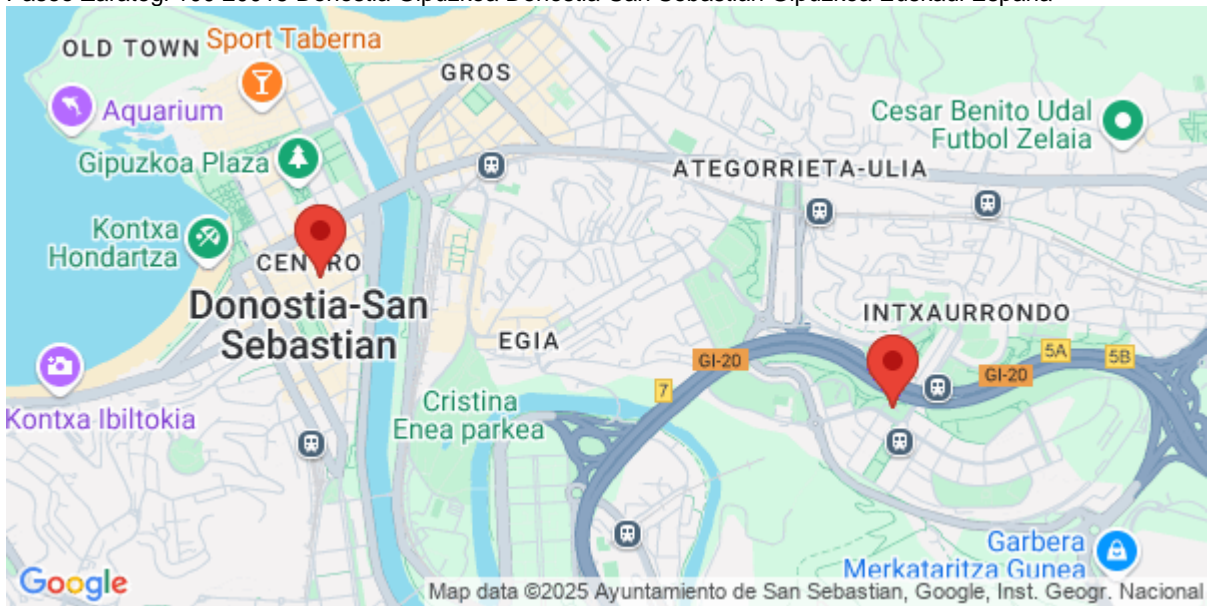 OLD TOWN
Sport Taberna
GROS
Aquarium
Cesar Benito Udal
Futbol Zelaia
Gipuzkoa Plaza
ATEGORRIETA-ULIA
Kontxa
Hondartza
CENTRO
Donostia-San
Sebastian
INTXAURRONDO
EGIA
GI-20
5A
5B
GI-20
7
Cristina
Enea parkea
Kontxa Ibiltokia
Garbera
Merkataritza Gunea
Google
Map data ©2025 Ayuntamiento de San Sebastian, Google, Inst. Geogr. Nacional